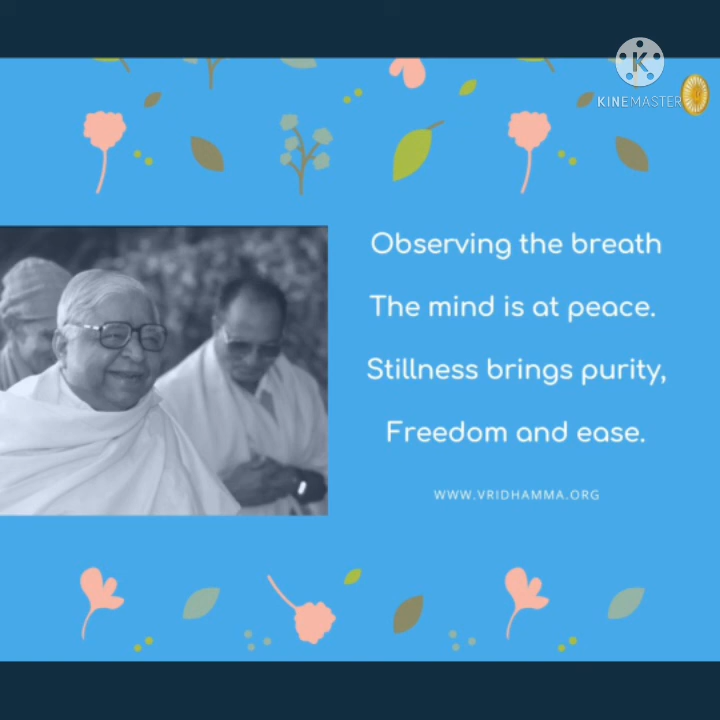 KINEMASTER
Observing the breath
The mind is at peace.
Stillness brings purity,
Freedom and ease.
WWW.VRIDHAMMA.ORG